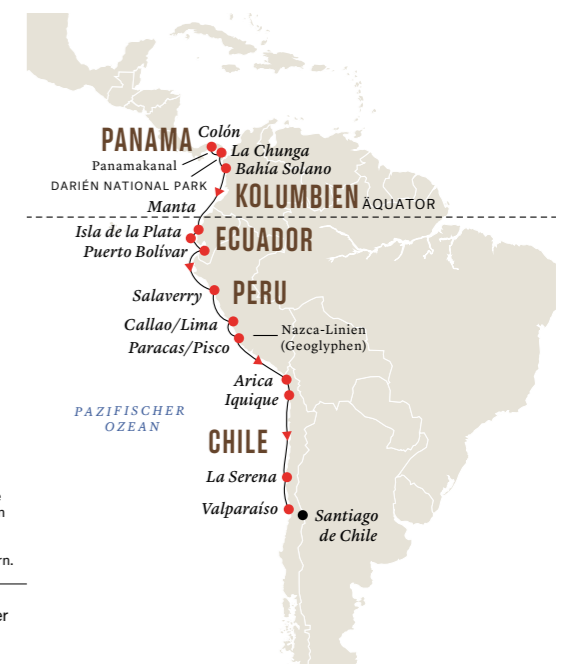 Colón
PANAMA
La Chunga
Panamakanal
Bahía Solano
DARIÉN NATIONAL PARK
KOLUMBIEN
ÄQUATOR
Manta
Isla de la Plata
ECUADOR
Puerto Bolívar
Salaverry
PERU
Callao/Lima
Nazca-Linien
(Geoglyphen)
Paracas/Pisco
Arica
Iquique
PAZIFISCHER
OZEAN
CHILE
La Serena
Valparaíso
Santiago
de Chile
rn.
er